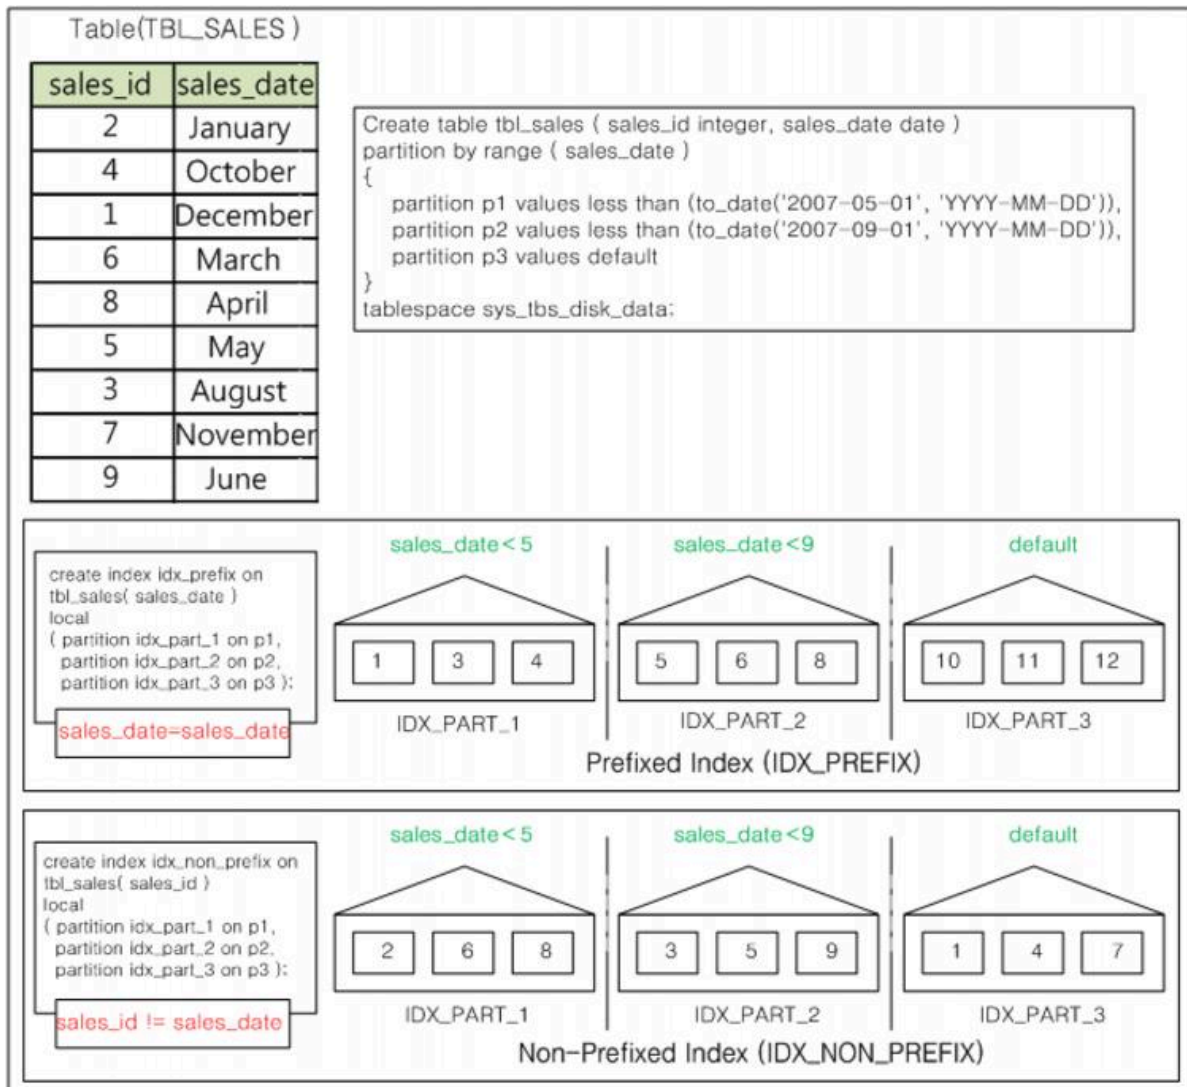 Table(TBL_SALES )
sales_id sales_date
2 January
4 October
1 December
6 March
8 April
5 May
3 August
7 November
9 June
Create table tbl_sales ( sales_id integer, sales_date date )
partition by range ( sales_date )
{
partition p1 values less than (to_date('2007-05-01', 'YYYY-MM-DD')),
partition p2 values less than (to_date('2007-09-01', 'YYYY-MM-DD')),
partition p3 values default
}
tablespace sys_tbs_disk_data;
create index idx_prefix on
tbl_sales( sales_date )
local
( partition idx_part_1 on p1,
partition idx_part_2 on p2,
partition idx_part_3 on p3 );
sales_date=sales_date
sales_date<5 sales_date<9 default
1 3 4 5 6 8 10 11 12
IDX_PART_1 IDX_PART_2 IDX_PART_3
Prefixed Index (IDX_PREFIX)
create index idx_non_prefix on
tbl_sales( sales_id )
local
( partition idx_part_1 on p1,
partition idx_part_2 on p2,
partition idx_part_3 on p3 );
sales_id != sales_date
sales_date<5 sales_date<9 default
2 6 8 3 5 9 1 4 7
IDX_PART_1 IDX_PART_2 IDX_PART_3
Non-Prefixed Index (IDX_NON_PREFIX)